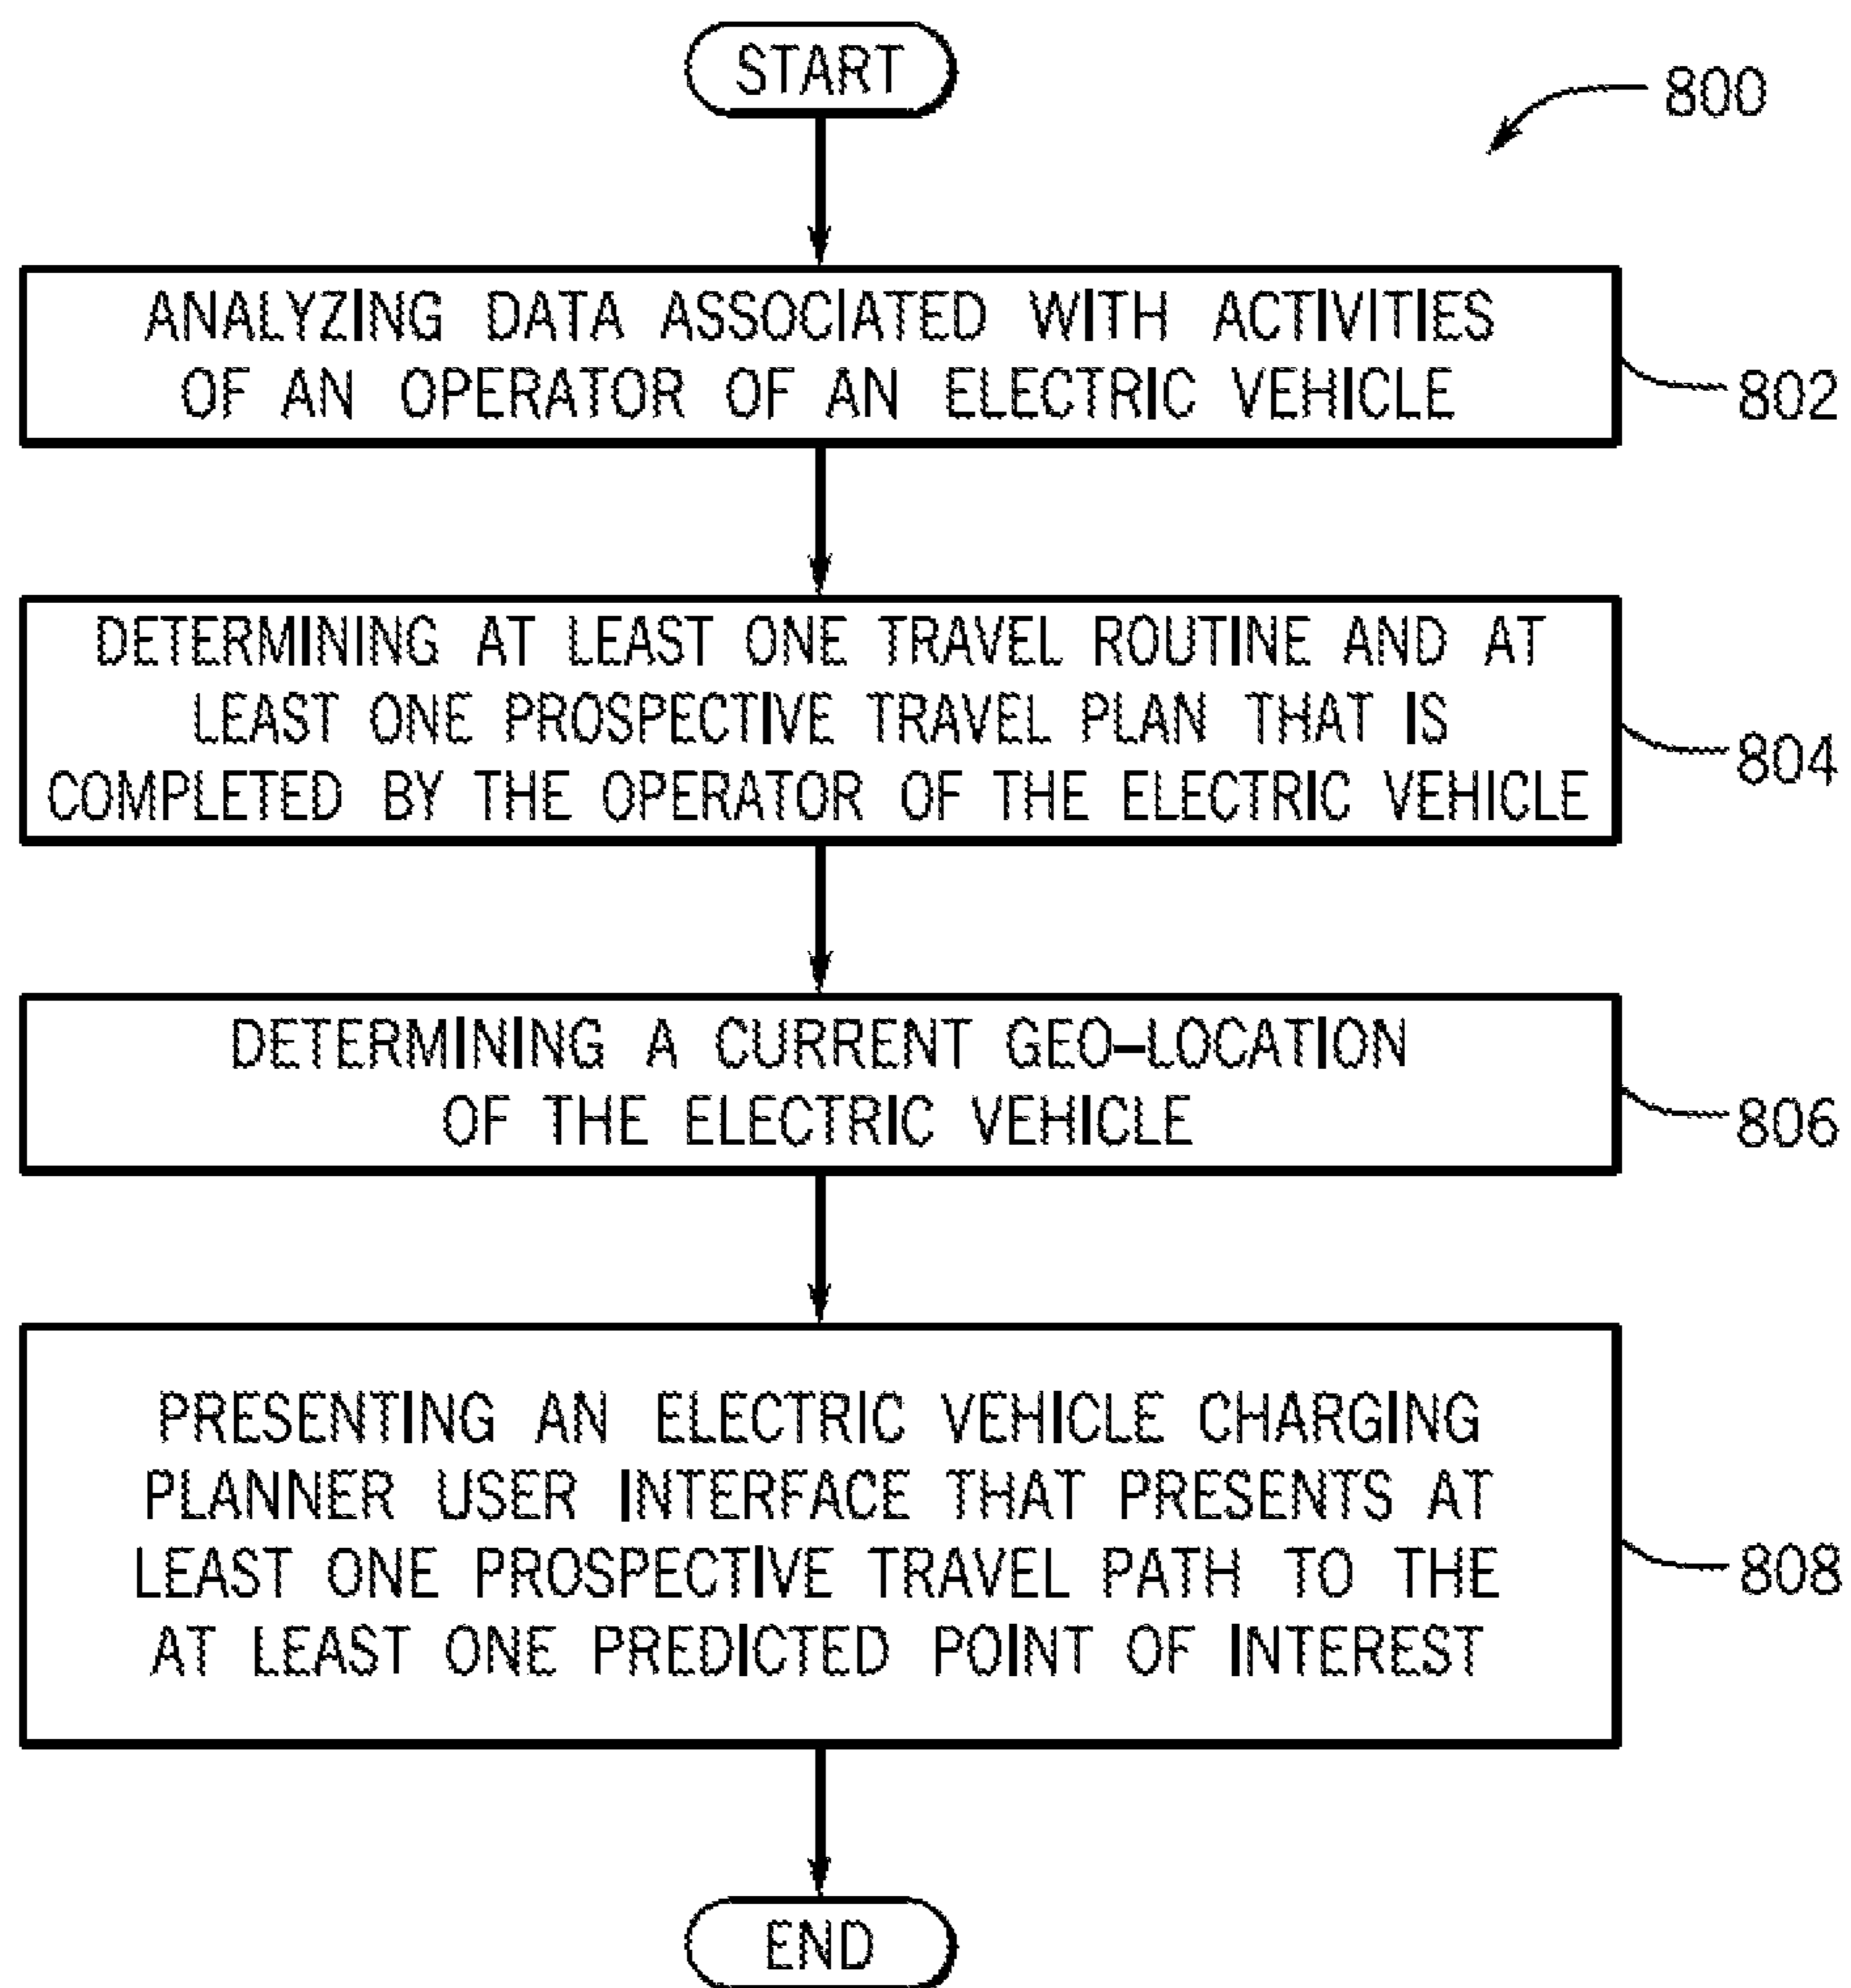 START
800
ANALYZING DATA ASSOCIATED WITH ACTIVITIES
OF AN OPERATOR OF AN ELECTRIC VEHICLE
802
DETERMINING AT LEAST ONE TRAVEL ROUTINE AND AT
LEAST ONE PROSPECTIVE TRAVEL PLAN THAT IS
COMPLETED BY THE OPERATOR OF THE ELECTRIC VEHICLE
804
DETERMINING A CURRENT GEO–LOCATION
OF THE ELECTRIC VEHICLE
806
PRESENTING AN ELECTRIC VEHICLE CHARGING
PLANNER USER INTERFACE THAT PRESENTS AT
LEAST ONE PROSPECTIVE TRAVEL PATH TO THE
AT LEAST ONE PREDICTED POINT OF INTEREST
808
END